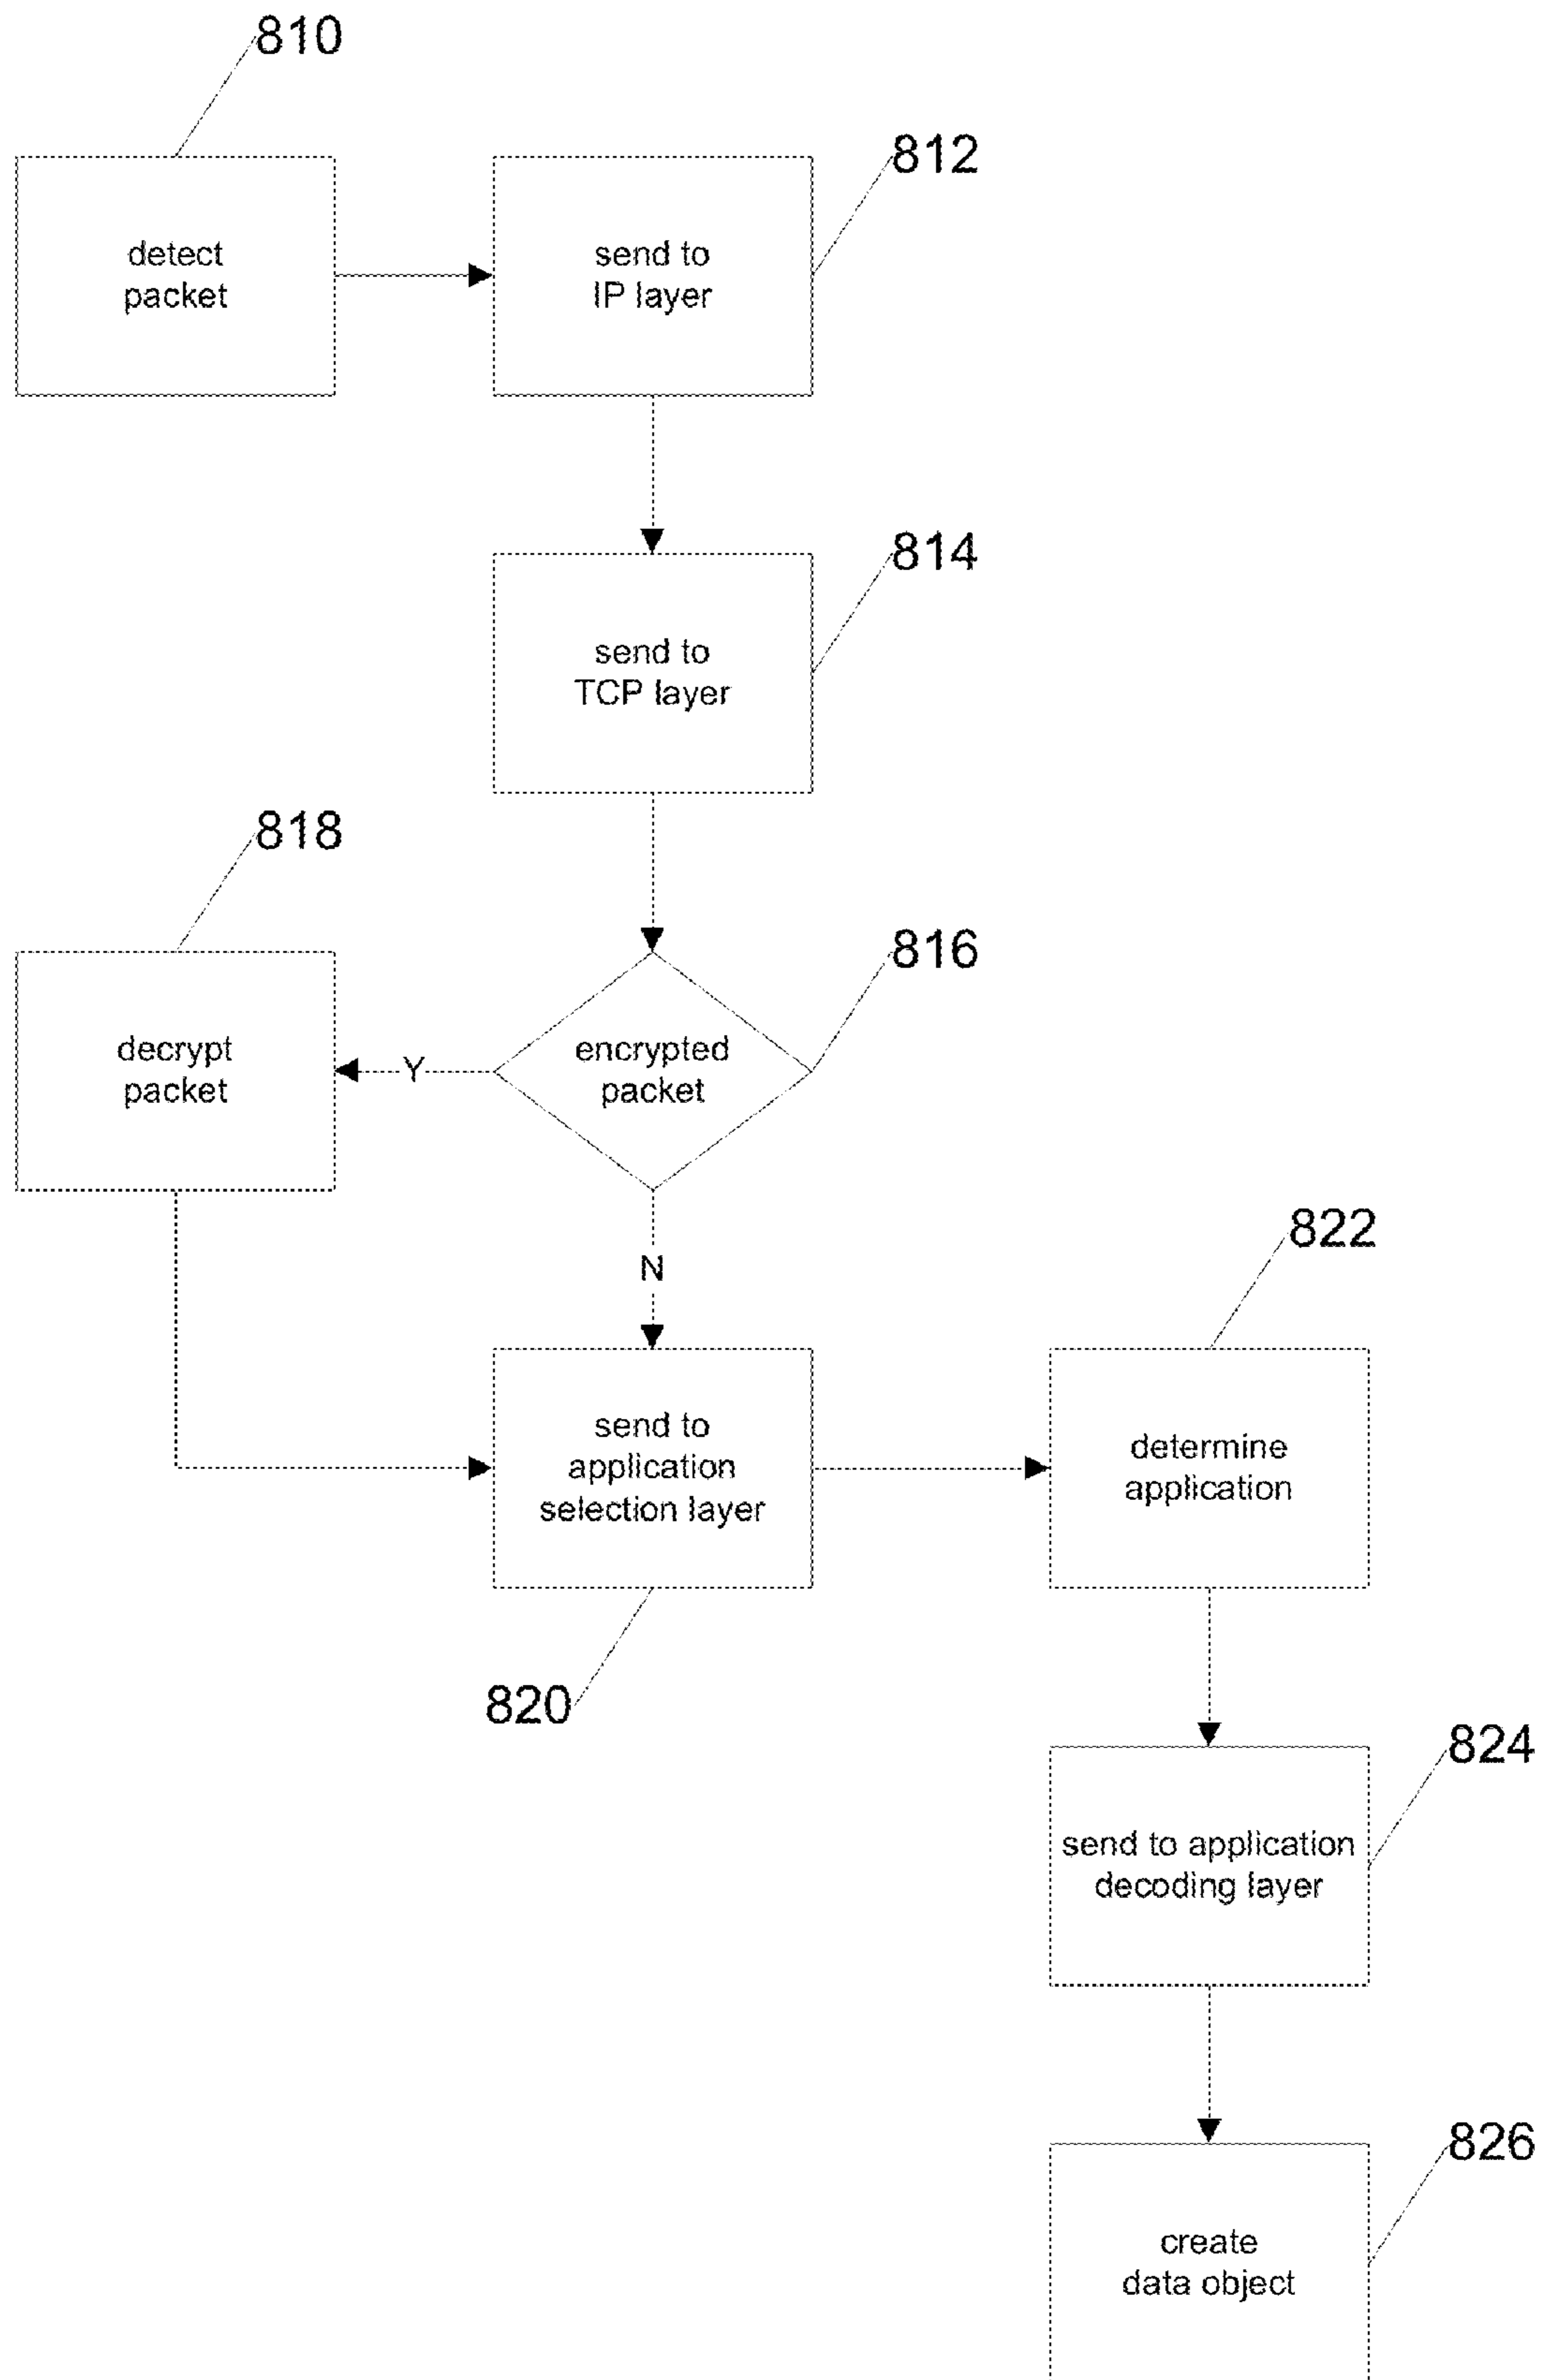 810
812
detect
packet
send to
IP layer
814
send to
TCP layer
818
816
decrypt
packet
Y
encrypted
packet
822
N
send to
application
selection layer
determine
application
820
824
send to application
decoding layer
826
create
data object